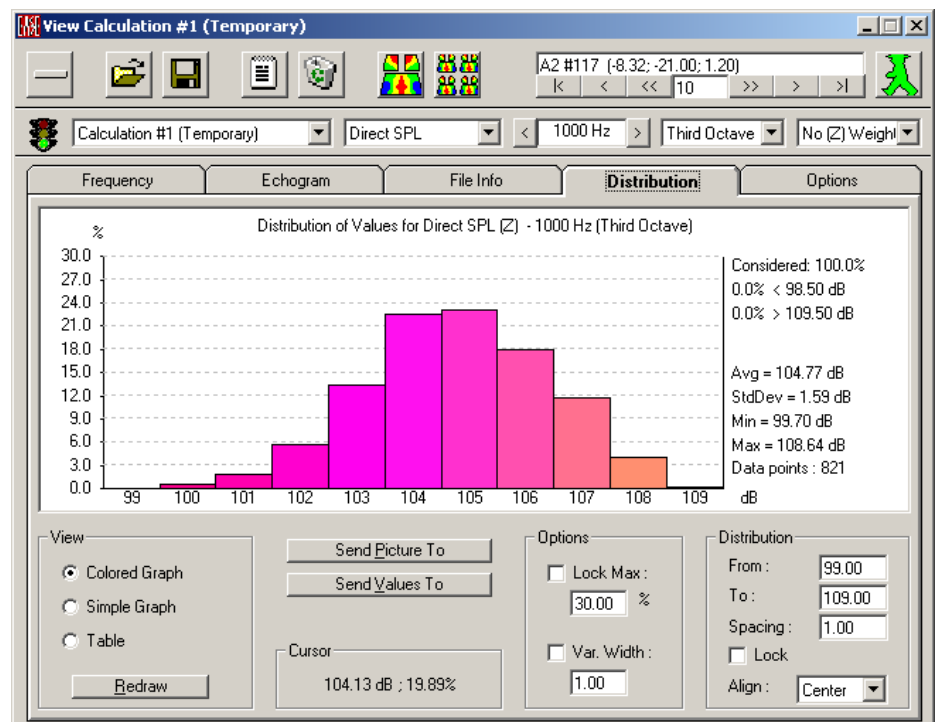 EASE View Calculation #1 (Temporary)
A2 #117 (-8.32; -21.00; 1.20)
|< < << 10 >> > >|
Calculation #1 (Temporary) Direct SPL < 1000 Hz > Third Octave No (Z) Weight
Frequency Echogram File Info Distribution Options
Distribution of Values for Direct SPL (Z) - 1000 Hz (Third Octave)
%
30.0
27.0
24.0
21.0
18.0
15.0
12.0
9.0
6.0
3.0
0.0
99 100 101 102 103 104 105 106 107 108 109 dB
Considered: 100.0%
0.0% < 98.50 dB
0.0% > 109.50 dB
Avg = 104.77 dB
StdDev = 1.59 dB
Min = 99.70 dB
Max = 108.64 dB
Data points : 821
View
Colored Graph
Simple Graph
Table
Redraw
Send Picture To
Send Values To
Cursor
104.13 dB ; 19.89%
Options
Lock Max :
30.00 %
Var. Width :
1.00
Distribution
From : 99.00
To : 109.00
Spacing : 1.00
Lock
Align : Center